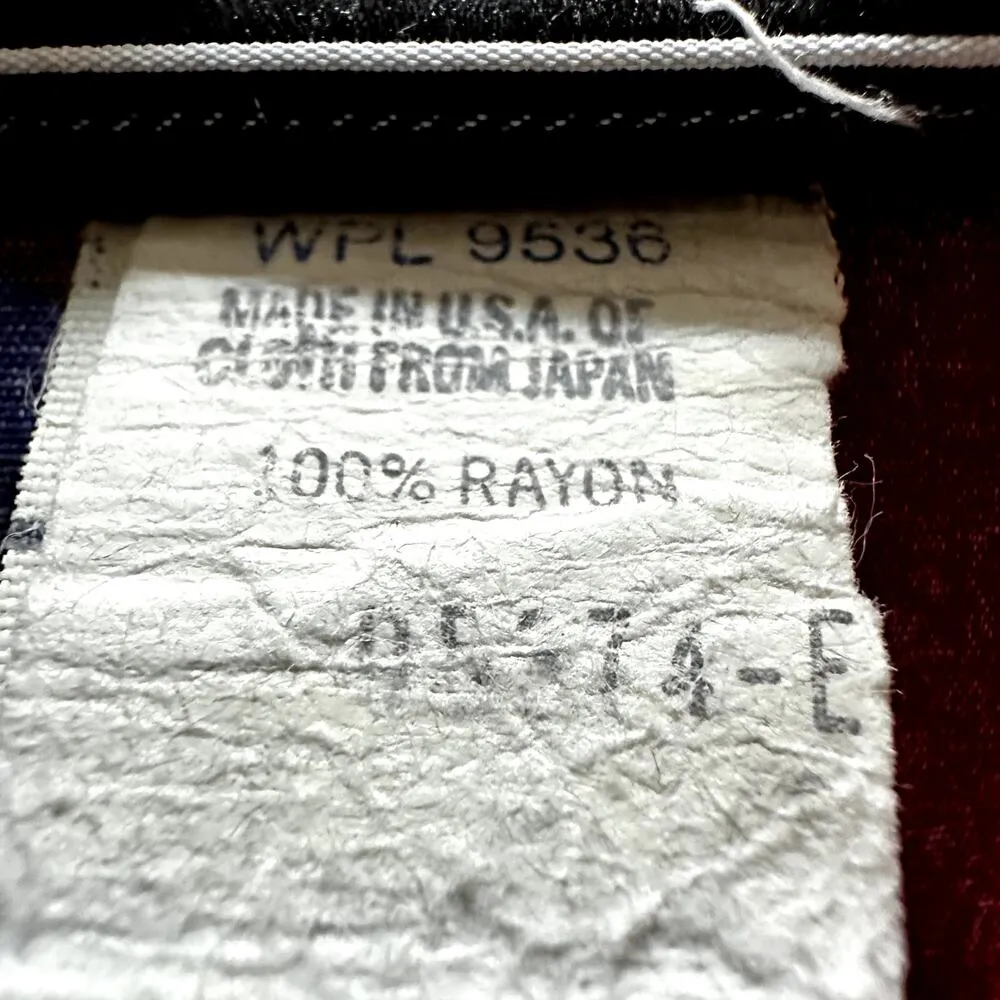 WPL 9536
MADE IN U.S.A. OF
CLOTH FROM JAPAN
100% RAYON